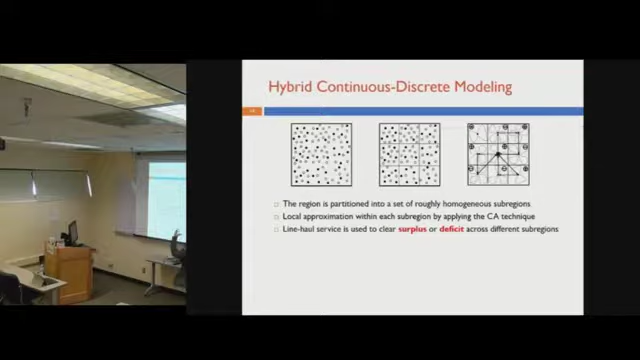 Hybrid Continuous-Discrete Modeling
The region is partitioned into a set of roughly homogeneous subregions
Local approximation within each subregion by applying the CA technique
Line-haul service is used to clear surplus or deficit across different subregions